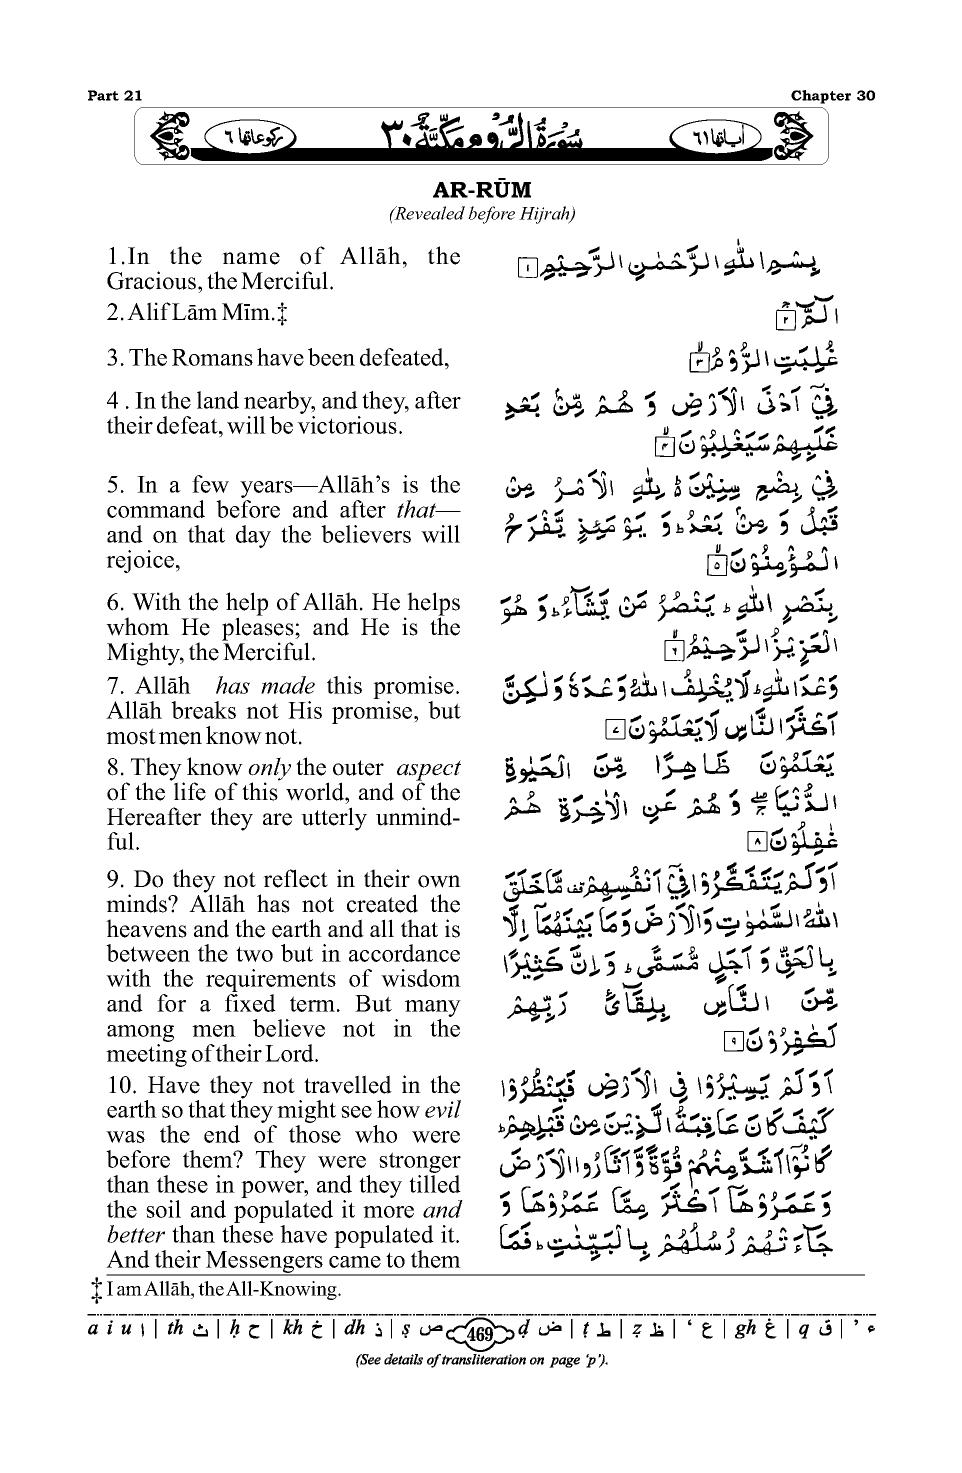 Part 21
Chapter 30
رکوعاتها ٦
سُوْرَةُ الرُّوْمِ مَكِّيَّةٌ ٣٠
اٰياتها ٦١
AR-RŪM
(Revealed before Hijrah)
1.In the name of Allāh, the
Gracious, the Merciful.
بِسْمِ اللّٰهِ الرَّحْمٰنِ الرَّحِيْمِ ١
2. Alif Lām Mīm.‡
الٓمّٓ ۚ ٢
3. The Romans have been defeated,
غُلِبَتِ الرُّوْمُ ۙ ٣
4 . In the land nearby, and they, after
their defeat, will be victorious.
فِيْٓ اَدْنَى الْاَرْضِ وَ هُمْ مِّنْۢ بَعْدِ
غَلَبِهِمْ سَيَغْلِبُوْنَ ۙ ٤
5. In a few years—Allāh’s is the
command before and after that—
and on that day the believers will
rejoice,
فِيْ بِضْعِ سِنِيْنَ ؕ۬ لِلّٰهِ الْاَمْرُ مِنْ
قَبْلُ وَ مِنْۢ بَعْدُ ؕ وَ يَوْمَئِذٍ يَّفْرَحُ
الْمُؤْمِنُوْنَ ۙ ٥
6. With the help of Allāh. He helps
whom He pleases; and He is the
Mighty, the Merciful.
بِنَصْرِ اللّٰهِ ؕ يَنْصُرُ مَنْ يَّشَآءُ ؕ وَ هُوَ
الْعَزِيْزُ الرَّحِيْمُ ۙ ٦
7. Allāh has made this promise.
Allah breaks not His promise, but
most men know not.
وَعْدَ اللّٰهِ ؕ لَا يُخْلِفُ اللّٰهُ وَعْدَهٗ وَ لٰكِنَّ
اَكْثَرَ النَّاسِ لَا يَعْلَمُوْنَ ٧
8. They know only the outer aspect
of the life of this world, and of the
Hereafter they are utterly unmind-
ful.
يَعْلَمُوْنَ ظَاهِرًا مِّنَ الْحَيٰوةِ
الدُّنْيَا ۖۚ وَ هُمْ عَنِ الْاٰخِرَةِ هُمْ
غٰفِلُوْنَ ٨
9. Do they not reflect in their own
minds? Allāh has not created the
heavens and the earth and all that is
between the two but in accordance
with the requirements of wisdom
and for a fixed term. But many
among men believe not in the
meeting of their Lord.
اَوَ لَمْ يَتَفَكَّرُوْا فِيْٓ اَنْفُسِهِمْ ۟ مَا خَلَقَ
اللّٰهُ السَّمٰوٰتِ وَ الْاَرْضَ وَ مَا بَيْنَهُمَاۤ اِلَّا
بِالْحَقِّ وَ اَجَلٍ مُّسَمًّى ؕ وَ اِنَّ كَثِيْرًا
مِّنَ النَّاسِ بِلِقَآئِ رَبِّهِمْ
لَكٰفِرُوْنَ ٩
10. Have they not travelled in the
earth so that they might see how evil
was the end of those who were
before them? They were stronger
than these in power, and they tilled
the soil and populated it more and
better than these have populated it.
And their Messengers came to them
اَوَ لَمْ يَسِيْرُوْا فِي الْاَرْضِ فَيَنْظُرُوْا
كَيْفَ كَانَ عَاقِبَةُ الَّذِيْنَ مِنْ قَبْلِهِمْ ؕ
كَانُوْۤا اَشَدَّ مِنْهُمْ قُوَّةً وَّ اَثَارُوا الْاَرْضَ
وَ عَمَرُوْهَاۤ اَكْثَرَ مِمَّا عَمَرُوْهَا وَ
جَآءَتْهُمْ رُسُلُهُمْ بِالْبَيِّنٰتِ ؕ فَمَا
‡ I am Allāh, the All-Knowing.
a i u ا | th ث | ḥ ح | kh خ | dh ذ | ṣ ص 469 ḍ ض | ṭ ط | ẓ ظ | ‘ ع | gh غ | q ق | ’ ء
(See details of transliteration on page ‘p’).